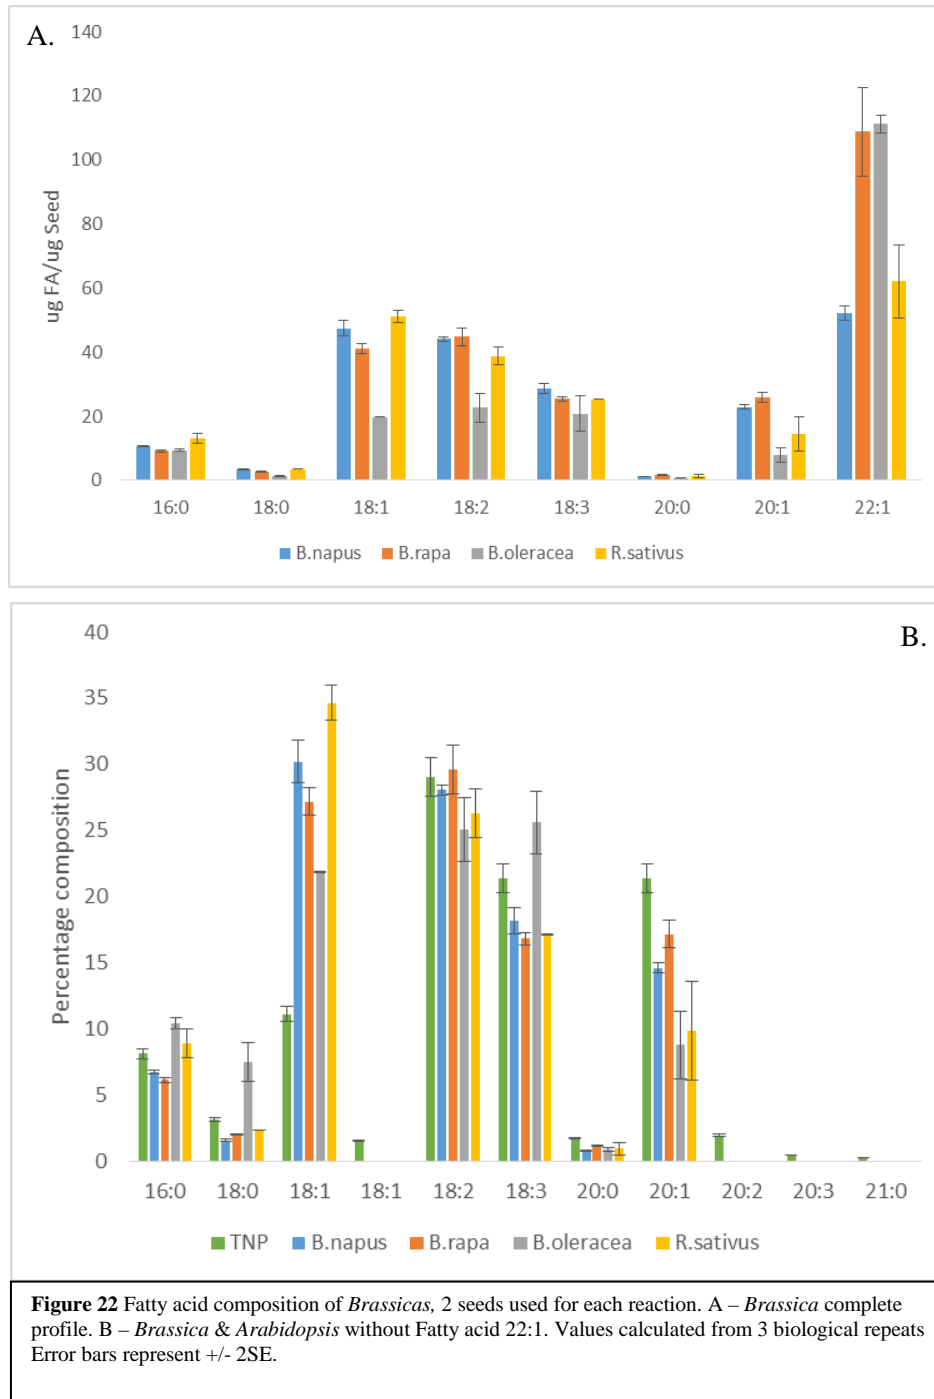 A.
140
120
100
80
60
40
20
0
ug FA/ug Seed
16:0 18:0 18:1 18:2 18:3 20:0 20:1 22:1
B.napus B.rapa B.oleracea R.sativus
B.
40
35
30
25
20
15
10
5
0
Percentage composition
16:0 18:0 18:1 18:1 18:2 18:3 20:0 20:1 20:2 20:3 21:0
TNP B.napus B.rapa B.oleracea R.sativus
Figure 22 Fatty acid composition of Brassicas, 2 seeds used for each reaction. A – Brassica complete
profile. B – Brassica & Arabidopsis without Fatty acid 22:1. Values calculated from 3 biological repeats
Error bars represent +/- 2SE.